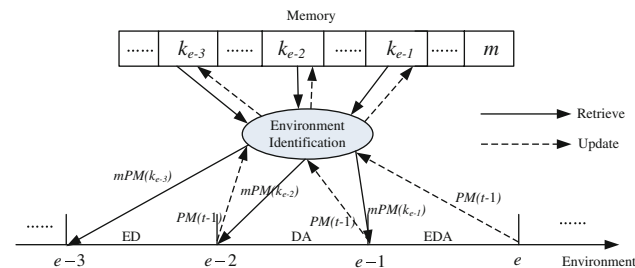 Memory
...... k_{e-3} ...... k_{e-2} ...... k_{e-1} ...... m
Environment
Identification
Retrieve
Update
mPM(k_{e-3})
PM(t-1)
mPM(k_{e-2})
PM(t-1)
mPM(k_{e-1})
PM(t-1)
...... ......
ED DA EDA
e−3 e−2 e−1 e Environment